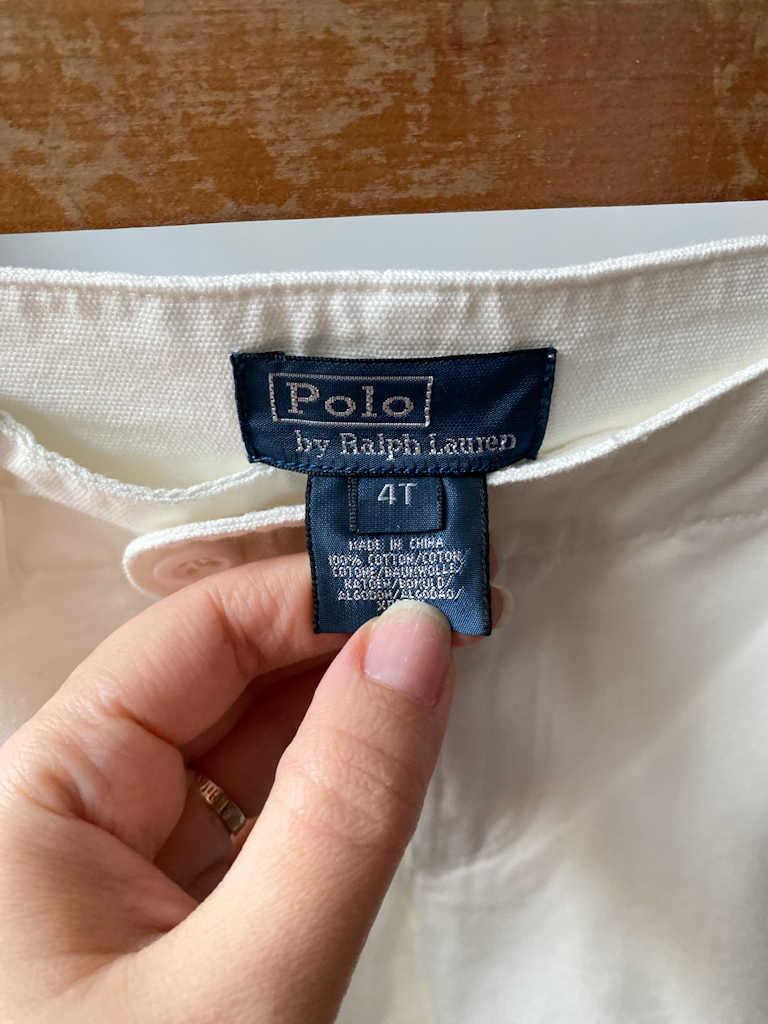 Polo
by Ralph Lauren
4T
MADE IN CHINA
100% COTTON/COTON/
COTONE/BAUMWOLLE/
KATOEN/BOMULD/
ALGODON/ALGODAO/